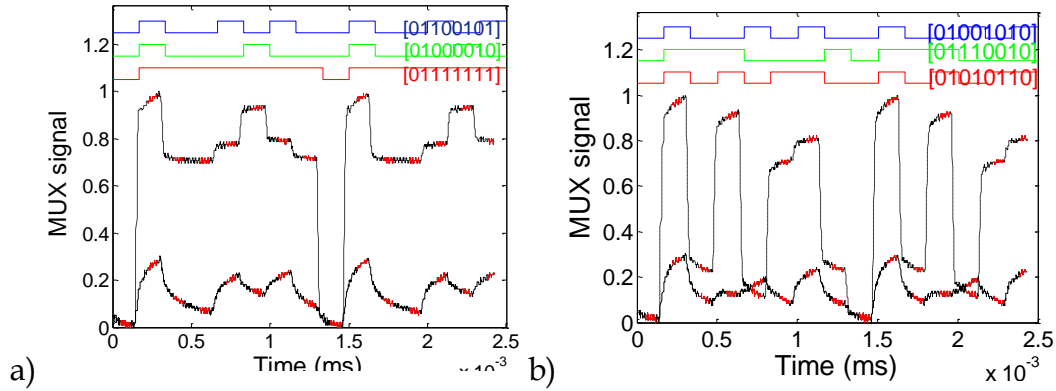 a)
MUX signal
1.2
1
0.8
0.6
0.4
0.2
0
[01100101]
[01000010]
[01111111]
0 0.5 1 1.5 2 2.5
Time (ms)
x 10⁻³
b)
MUX signal
1.2
1
0.8
0.6
0.4
0.2
0
[01001010]
[01110010]
[01010110]
0 0.5 1 1.5 2 2.5
Time (ms)
x 10⁻³